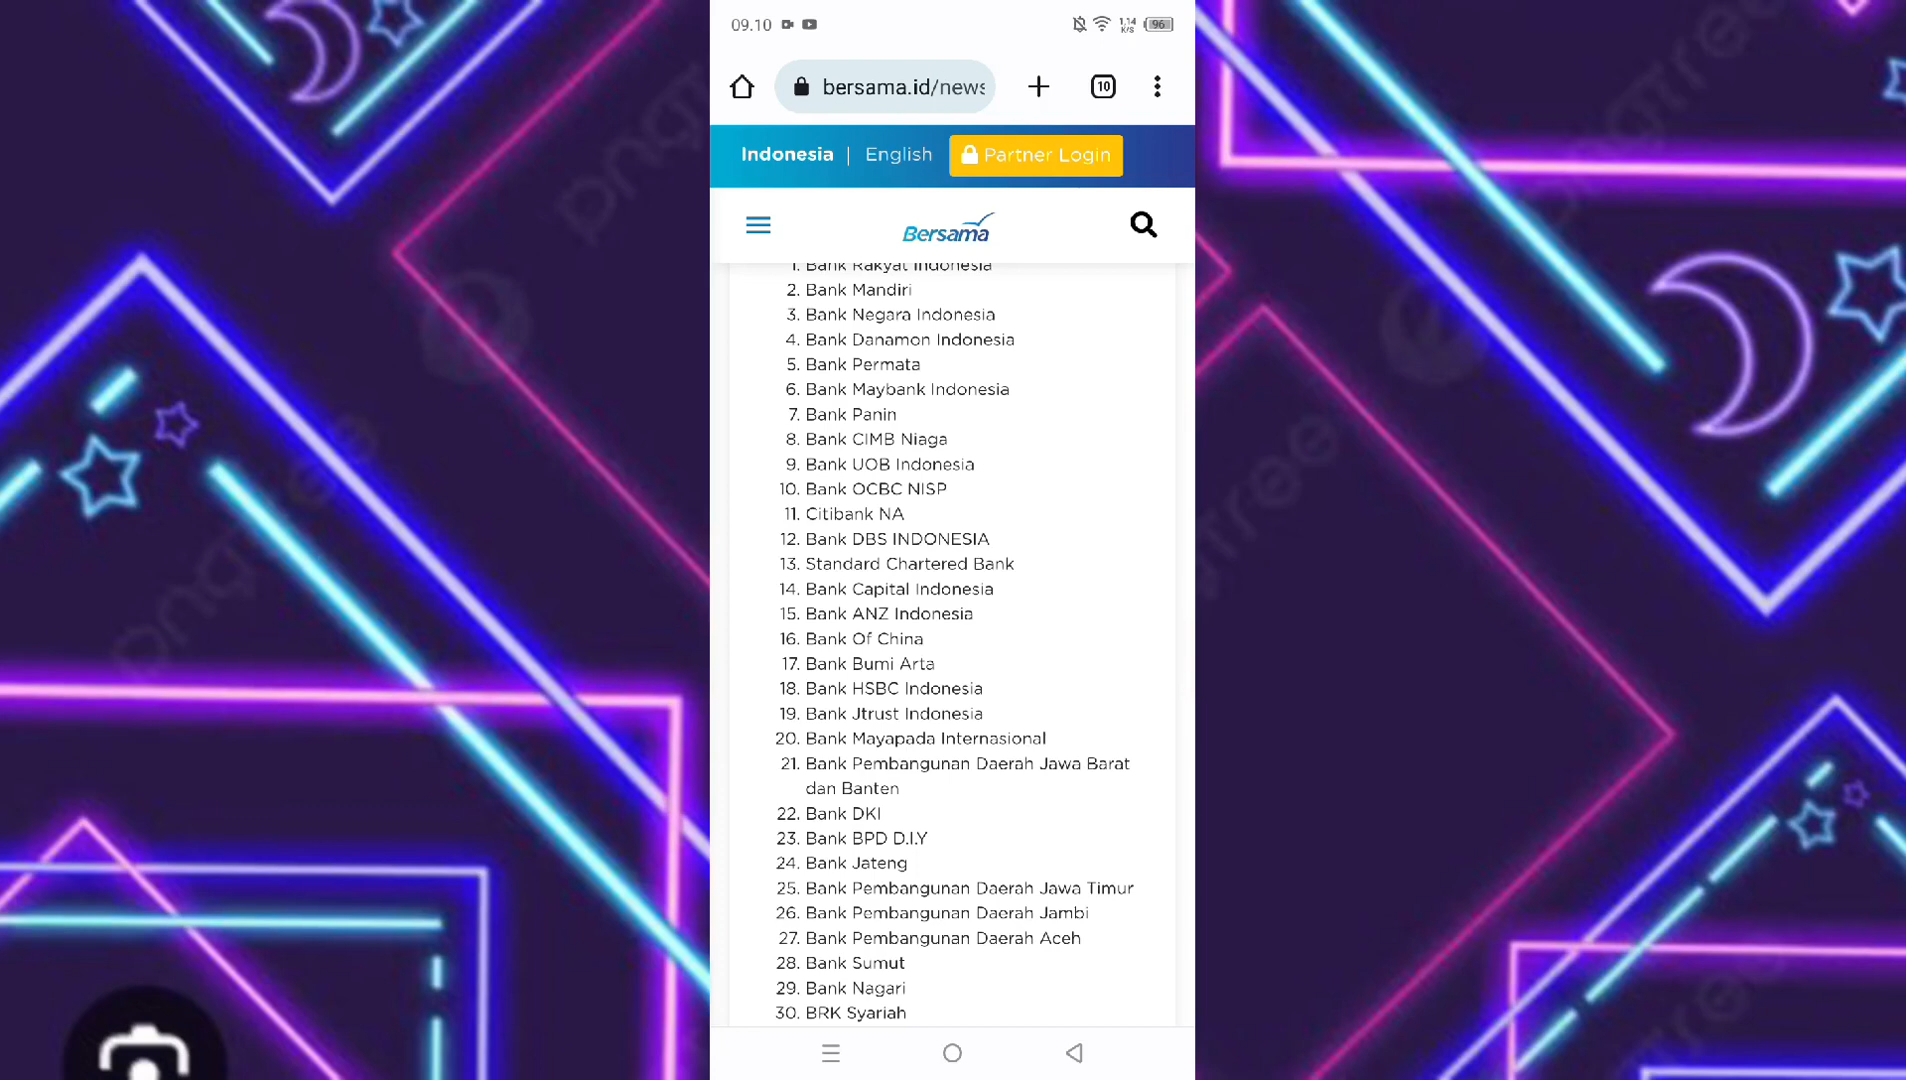 09.10
1.14
K/s
96
bersama.id/news
10
Indonesia | English
Partner Login
Bersama
1. Bank Rakyat Indonesia
2. Bank Mandiri
3. Bank Negara Indonesia
4. Bank Danamon Indonesia
5. Bank Permata
6. Bank Maybank Indonesia
7. Bank Panin
8. Bank CIMB Niaga
9. Bank UOB Indonesia
10. Bank OCBC NISP
11. Citibank NA
12. Bank DBS INDONESIA
13. Standard Chartered Bank
14. Bank Capital Indonesia
15. Bank ANZ Indonesia
16. Bank Of China
17. Bank Bumi Arta
18. Bank HSBC Indonesia
19. Bank Jtrust Indonesia
20. Bank Mayapada Internasional
21. Bank Pembangunan Daerah Jawa Barat
dan Banten
22. Bank DKI
23. Bank BPD D.I.Y
24. Bank Jateng
25. Bank Pembangunan Daerah Jawa Timur
26. Bank Pembangunan Daerah Jambi
27. Bank Pembangunan Daerah Aceh
28. Bank Sumut
29. Bank Nagari
30. BRK Syariah
pngtree
pngtree